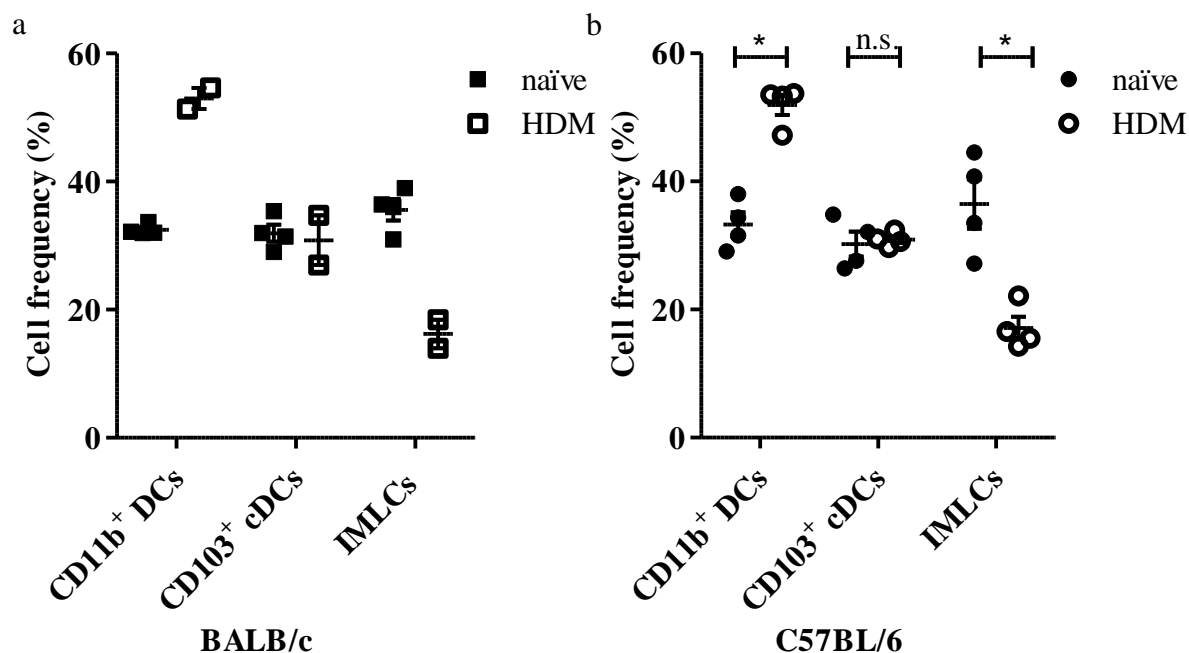 a
60
40
20
0
Cell frequency (%)
naïve
HDM
CD11b+ DCs
CD103+ cDCs
IMLCs
BALB/c
b
60
40
20
0
Cell frequency (%)
* n.s. *
naïve
HDM
CD11b+ DCs
CD103+ cDCs
IMLCs
C57BL/6